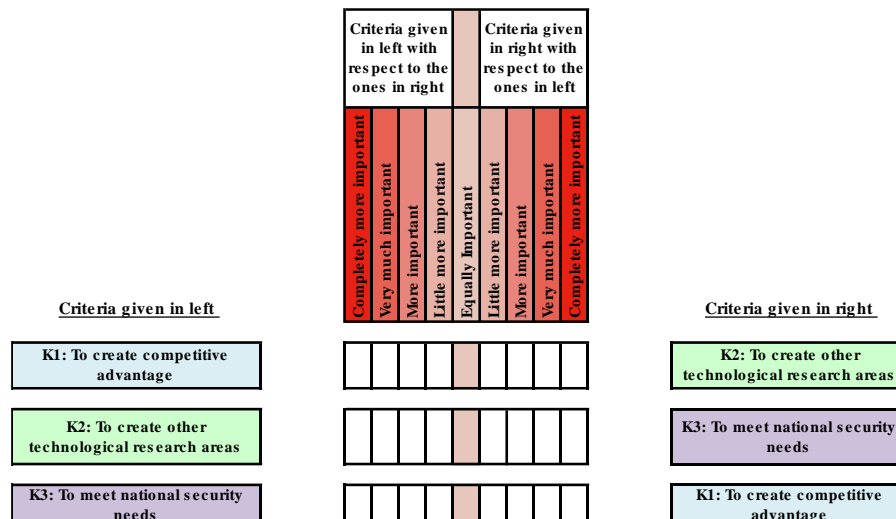 Criteria given
in left with
respect to the
ones in right
Criteria given
in right with
respect to the
ones in left
Completely more important
Very much important
More important
Little more important
Equally Important
Little more important
More important
Very much important
Completely more important
Criteria given in left
Criteria given in right
K1: To create competitive
advantage
K2: To create other
technological research areas
K2: To create other
technological research areas
K3: To meet national security
needs
K3: To meet national security
needs
K1: To create competitive
advantage